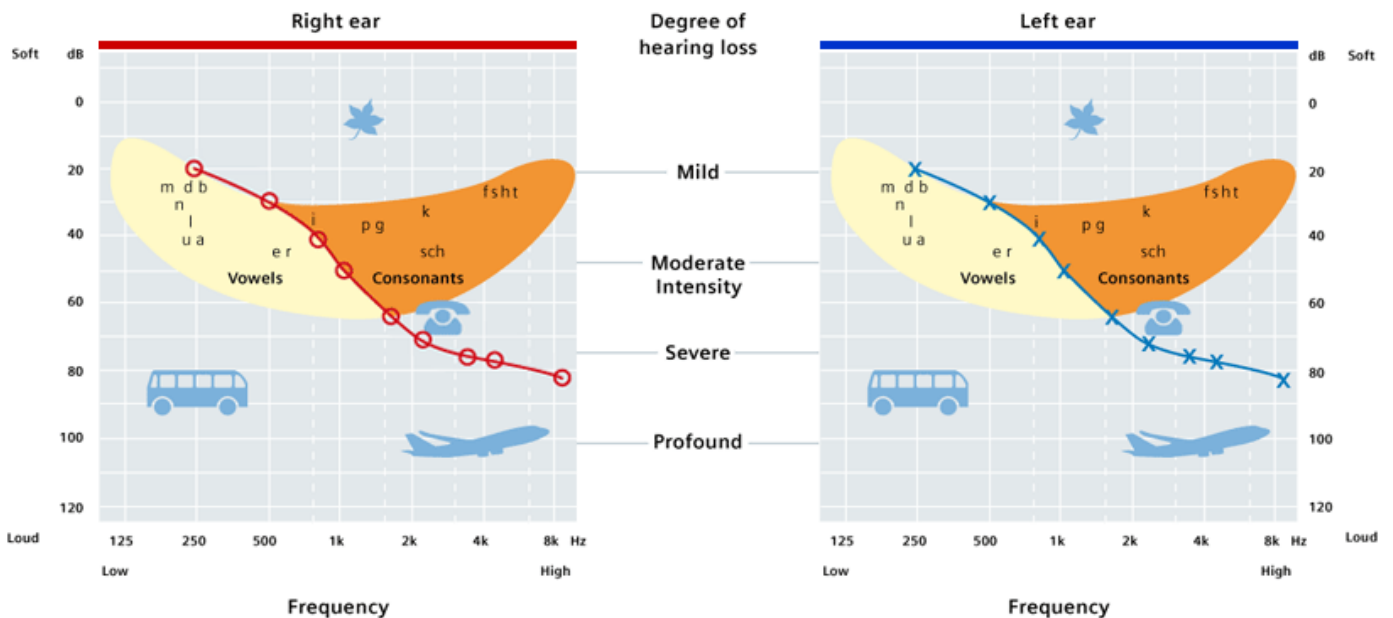 Right ear
Degree of
hearing loss
Left ear
Soft dB
0
20
40
60
80
100
120
Loud
m d b
n
l
u a
e r
i
p g
k
f s h t
sch
Vowels
Consonants
125 250 500 1k 2k 4k 8k Hz
Low High
Frequency
Mild
Moderate
Intensity
Severe
Profound
dB Soft
0
20
40
60
80
100
120
Loud
m d b
n
l
u a
e r
i
p g
k
f s h t
sch
Vowels
Consonants
125 250 500 1k 2k 4k 8k Hz
Low High
Frequency